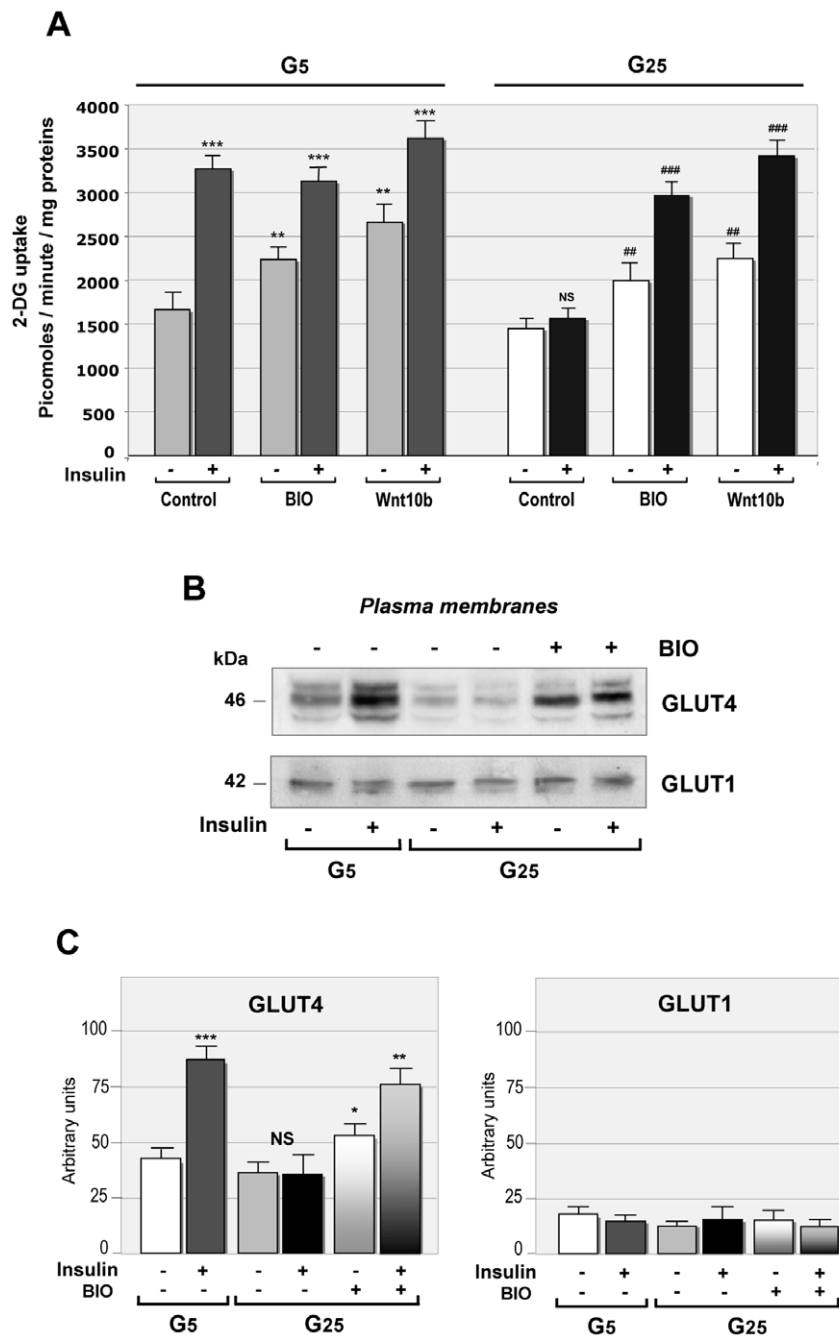 A
G5 G25
2-DG uptake
Picomoles / minute / mg proteins
4000
3500
3000
2500
2000
1500
1000
500
0
*** ** *** ** *** NS ## ### ## ###
Insulin - + - + - + - + - + - +
Control BIO Wnt10b Control BIO Wnt10b
B
Plasma membranes
kDa - - - - + + BIO
46 GLUT4
42 GLUT1
Insulin - + - + - +
G5 G25
C
GLUT4
Arbitrary units
100
75
50
25
0
*** NS * **
Insulin - + - + - +
BIO - - - - + +
G5 G25
GLUT1
Arbitrary units
100
75
50
25
0
- + - + - + Insulin
- - - - + + BIO
G5 G25